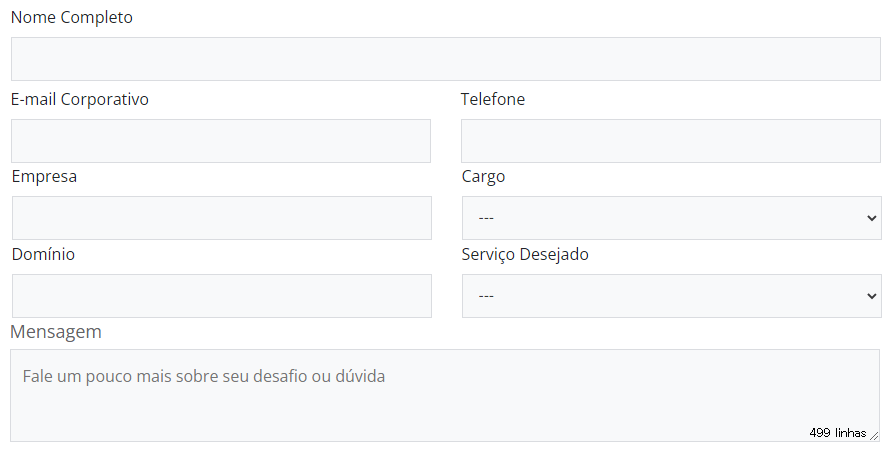 Nome Completo
E-mail Corporativo
Telefone
Empresa
Cargo
---
Domínio
Serviço Desejado
---
Mensagem
Fale um pouco mais sobre seu desafio ou dúvida
499 linhas